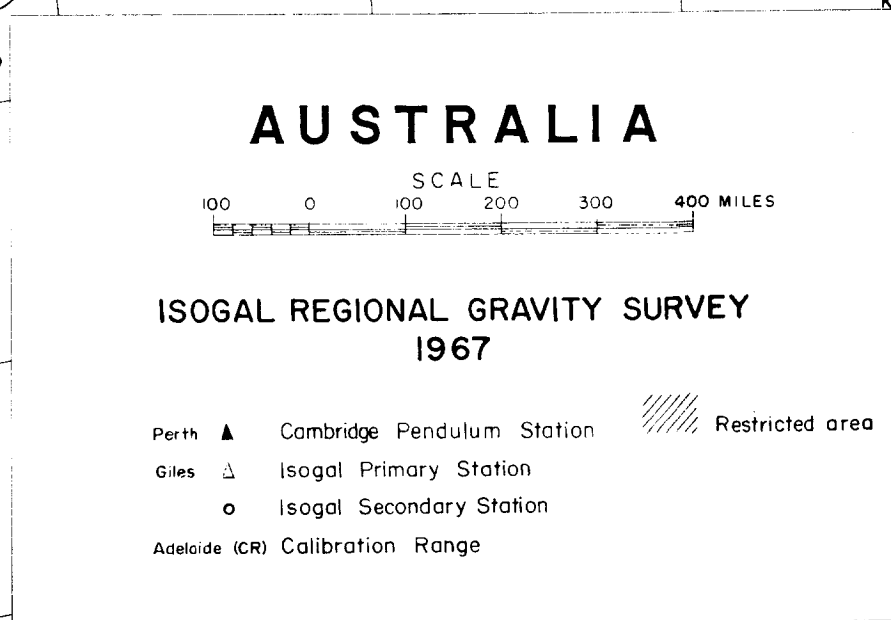 AUSTRALIA
SCALE
100 0 100 200 300 400 MILES
ISOGAL REGIONAL GRAVITY SURVEY
1967
Perth Cambridge Pendulum Station Restricted area
Giles Isogal Primary Station
Isogal Secondary Station
Adelaide (CR) Calibration Range